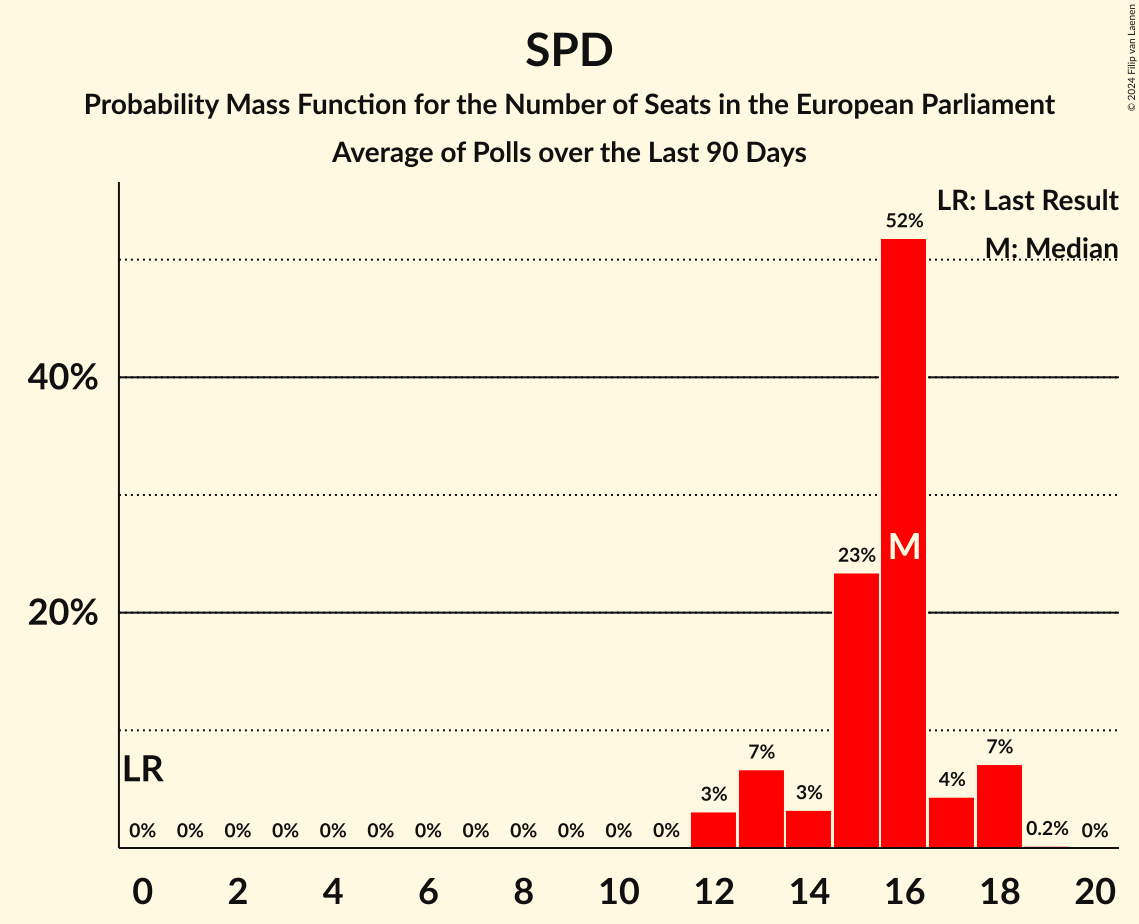 SPD
Probability Mass Function for the Number of Seats in the European Parliament
Average of Polls over the Last 90 Days
© 2024 Filip van Laenen
LR: Last Result
M: Median
52%
40%
23%
M
20%
LR
0% 0% 0% 0% 0% 0% 0% 0% 0% 0% 0% 0% 3% 7% 3% 4% 7% 0.2% 0%
0 2 4 6 8 10 12 14 16 18 20